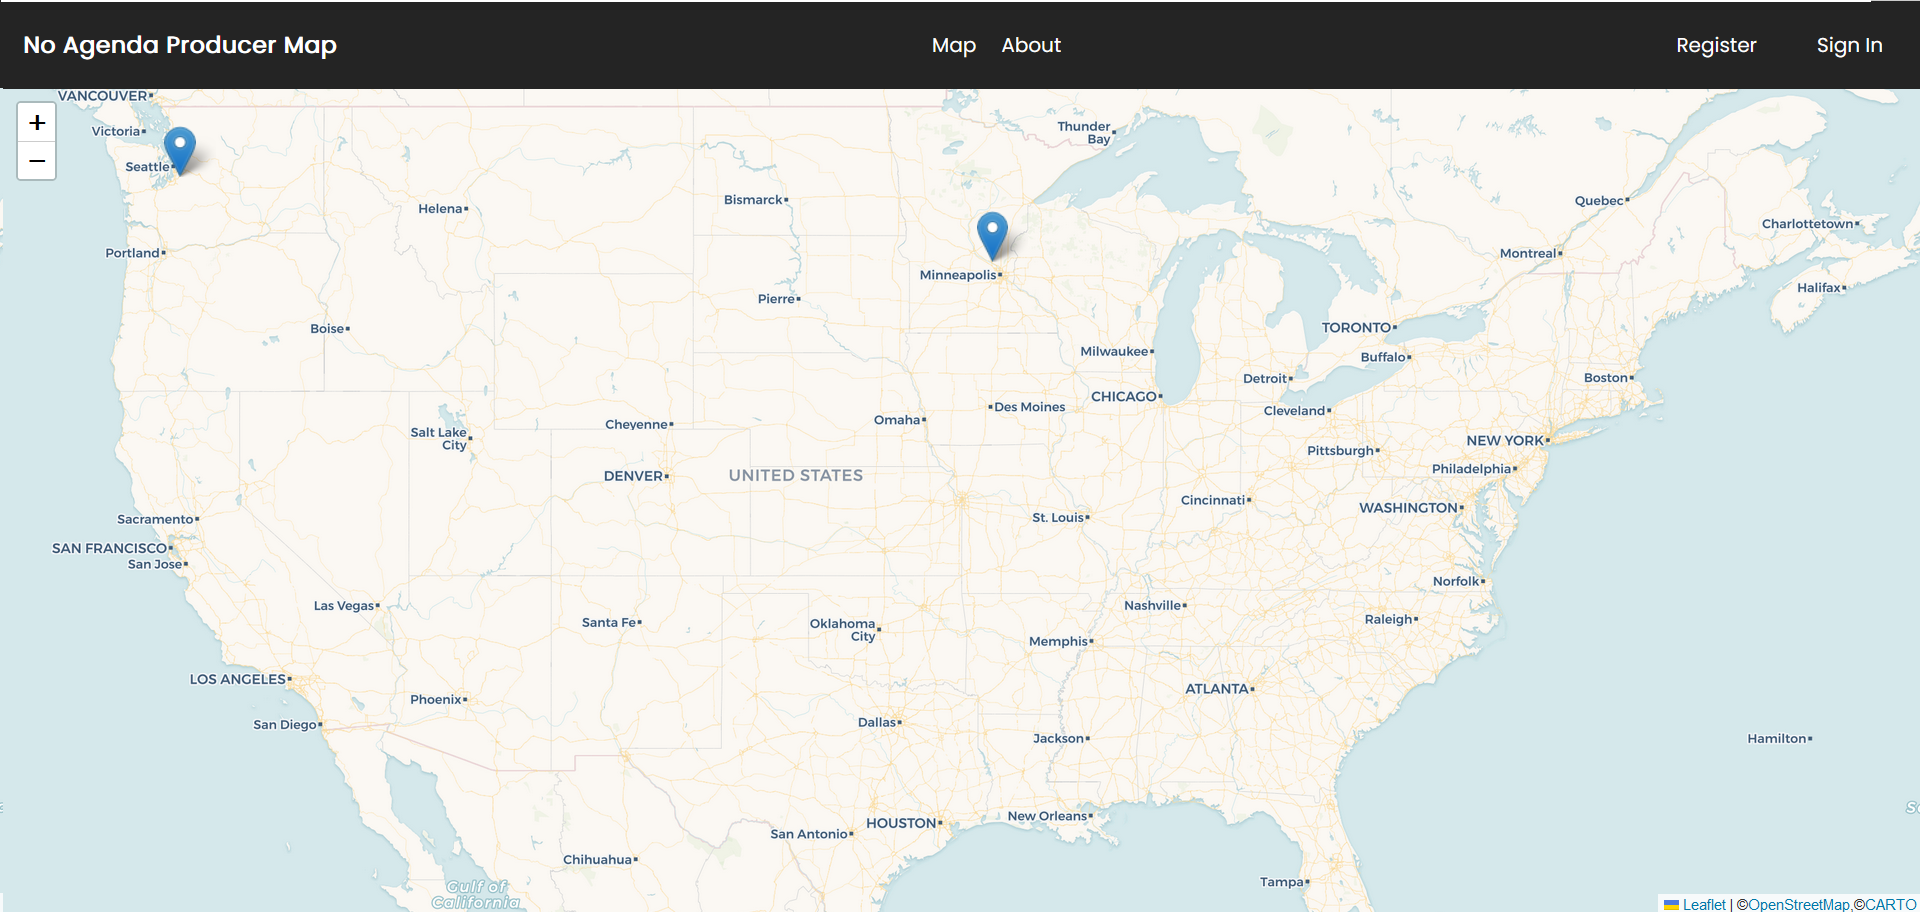 No Agenda Producer Map
Map
About
Register
Sign In
+
−
VANCOUVER
Victoria
Seattle
Portland
Helena
Boise
Bismarck
Pierre
Thunder
Bay
Minneapolis
Quebec
Charlottetown
Montreal
Halifax
TORONTO
Buffalo
Milwaukee
CHICAGO
Detroit
Boston
Cleveland
Des Moines
Omaha
Cheyenne
Salt Lake
City
DENVER
UNITED STATES
NEW YORK
Pittsburgh
Philadelphia
Cincinnati
WASHINGTON
St. Louis
Sacramento
SAN FRANCISCO
San Jose
Las Vegas
Santa Fe
Oklahoma
City
Nashville
Norfolk
Raleigh
Memphis
LOS ANGELES
Phoenix
San Diego
Dallas
ATLANTA
Jackson
Hamilton
New Orleans
HOUSTON
San Antonio
Chihuahua
Gulf of
California
Tampa
Leaflet | ©OpenStreetMap,©CARTO